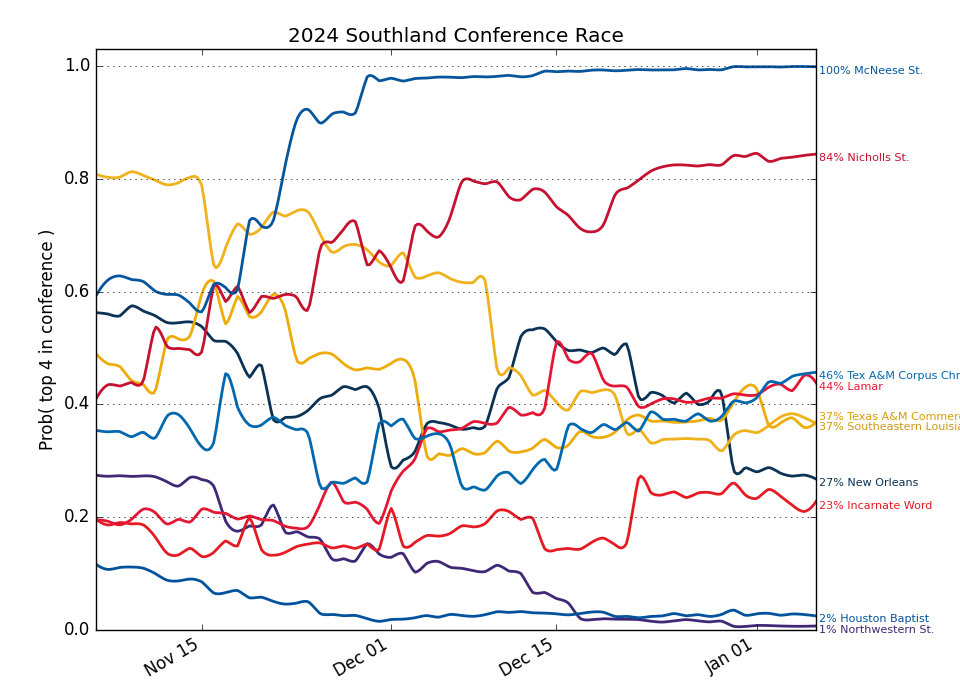 2024 Southland Conference Race
Prob( top 4 in conference )
1.0
0.8
0.6
0.4
0.2
0.0
Nov 15
Dec 01
Dec 15
Jan 01
100% McNeese St.
84% Nicholls St.
46% Tex A&M Corpus Chr
44% Lamar
37% Texas A&M Commerc
37% Southeastern Louisia
27% New Orleans
23% Incarnate Word
2% Houston Baptist
1% Northwestern St.